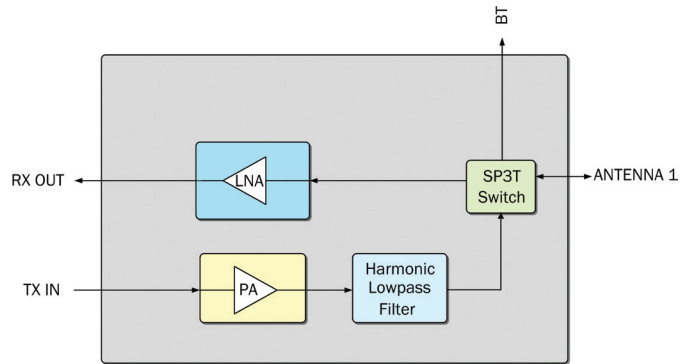 BT
RX OUT
LNA
SP3T
Switch
ANTENNA 1
TX IN
PA
Harmonic
Lowpass
Filter